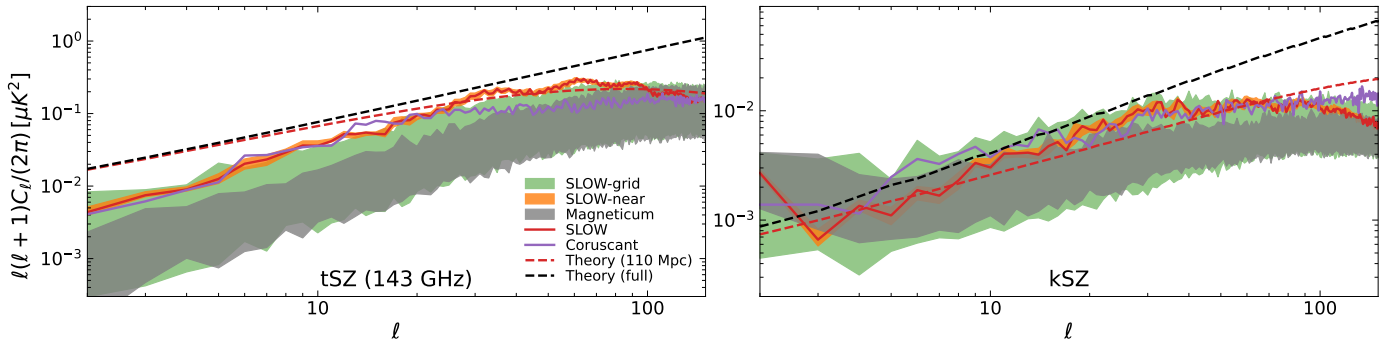 ℓ(ℓ + 1)Cℓ/(2π) [μK²]
10⁰
10⁻¹
10⁻²
10⁻³
SLOW-grid
SLOW-near
Magneticum
SLOW
Coruscant
Theory (110 Mpc)
Theory (full)
tSZ (143 GHz)
10
100
ℓ
10⁻²
10⁻³
kSZ
10
100
ℓ